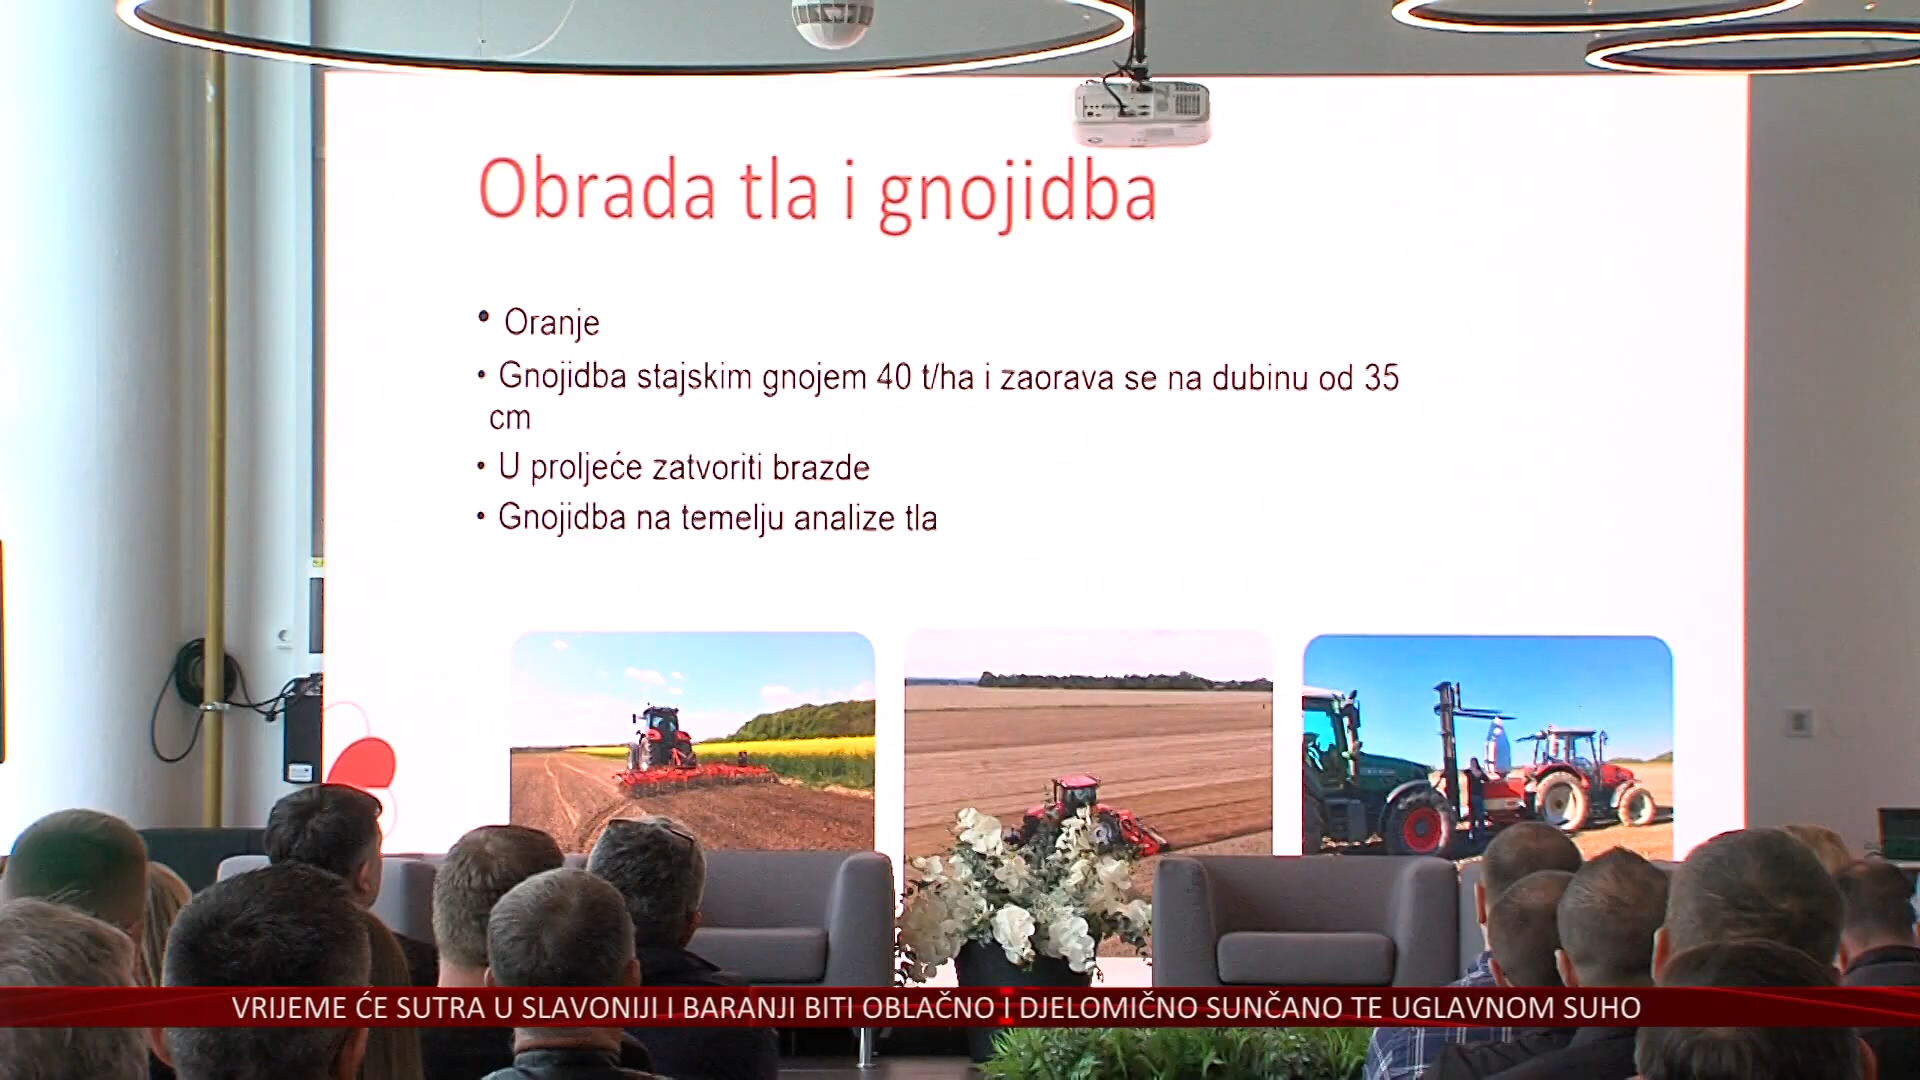 Obrada tla i gnojidba
• Oranje
• Gnojidba stajskim gnojem 40 t/ha i zaorava se na dubinu od 35
cm
• U proljeće zatvoriti brazde
• Gnojidba na temelju analize tla
VRIJEME ĆE SUTRA U SLAVONIJI I BARANJI BITI OBLAČNO I DJELOMIČNO SUNČANO TE UGLAVNOM SUHO